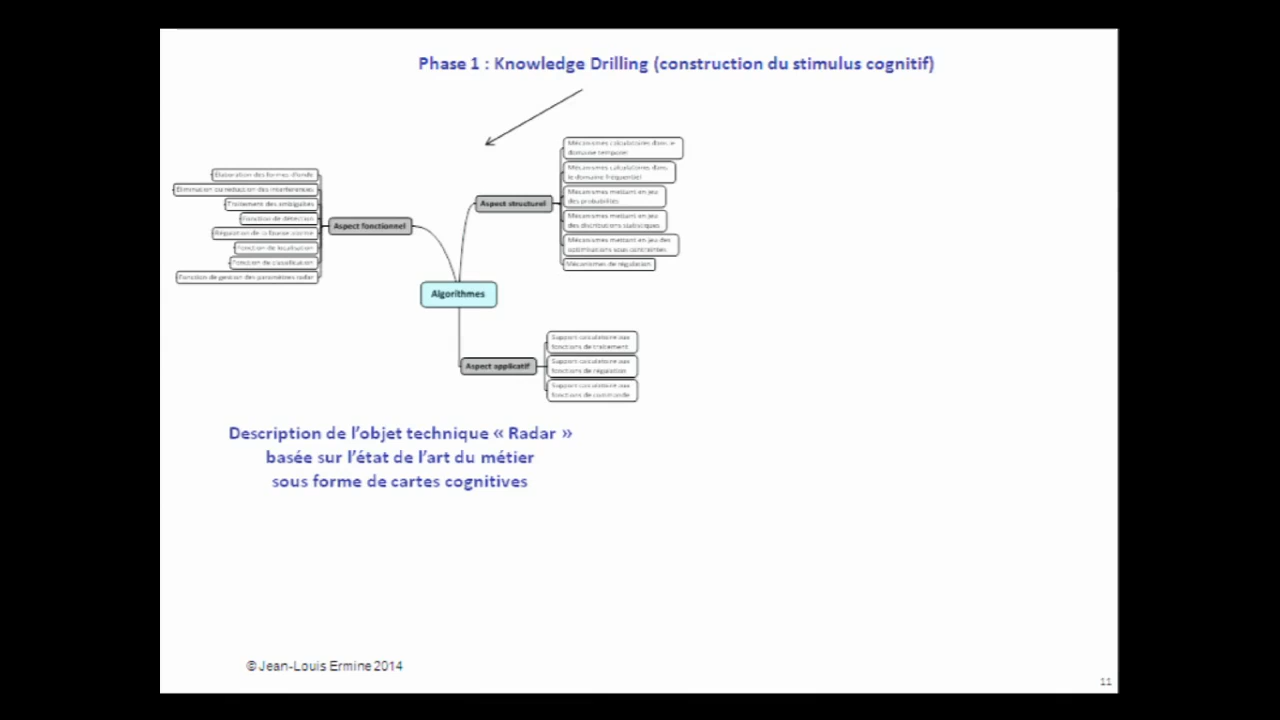 Phase 1 : Knowledge Drilling (construction du stimulus cognitif)
Mécanismes calculatoires dans le
domaine temporel
Mécanismes calculatoires dans
le domaine fréquentiel
Mécanismes mettant en jeu
des probabilités
Mécanismes mettant en jeu
des distributions statistiques
Mécanismes mettant en jeu des
optimisations sous contraintes
Mécanismes de régulation
Aspect structurel
Elaboration des formes d'onde
Elimination ou réduction des interférences
Traitement des ambiguïtés
Fonction de détection
Régulation de la fausse alarme
Fonction de localisation
Fonction de classification
Fonction de gestion des paramètres radar
Aspect fonctionnel
Algorithmes
Aspect applicatif
Support calculatoire aux
fonctions de traitement
Support calculatoire aux
fonctions de régulation
Support calculatoire aux
fonctions de commande
Description de l'objet technique « Radar »
basée sur l'état de l'art du métier
sous forme de cartes cognitives
© Jean-Louis Ermine 2014
11